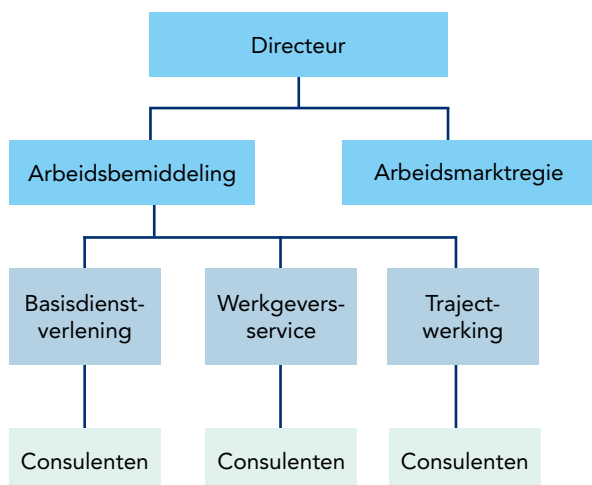 Directeur
Arbeidsbemiddeling
Arbeidsmarktregie
Basisdienst-
verlening
Werkgevers-
service
Traject-
werking
Consulenten
Consulenten
Consulenten